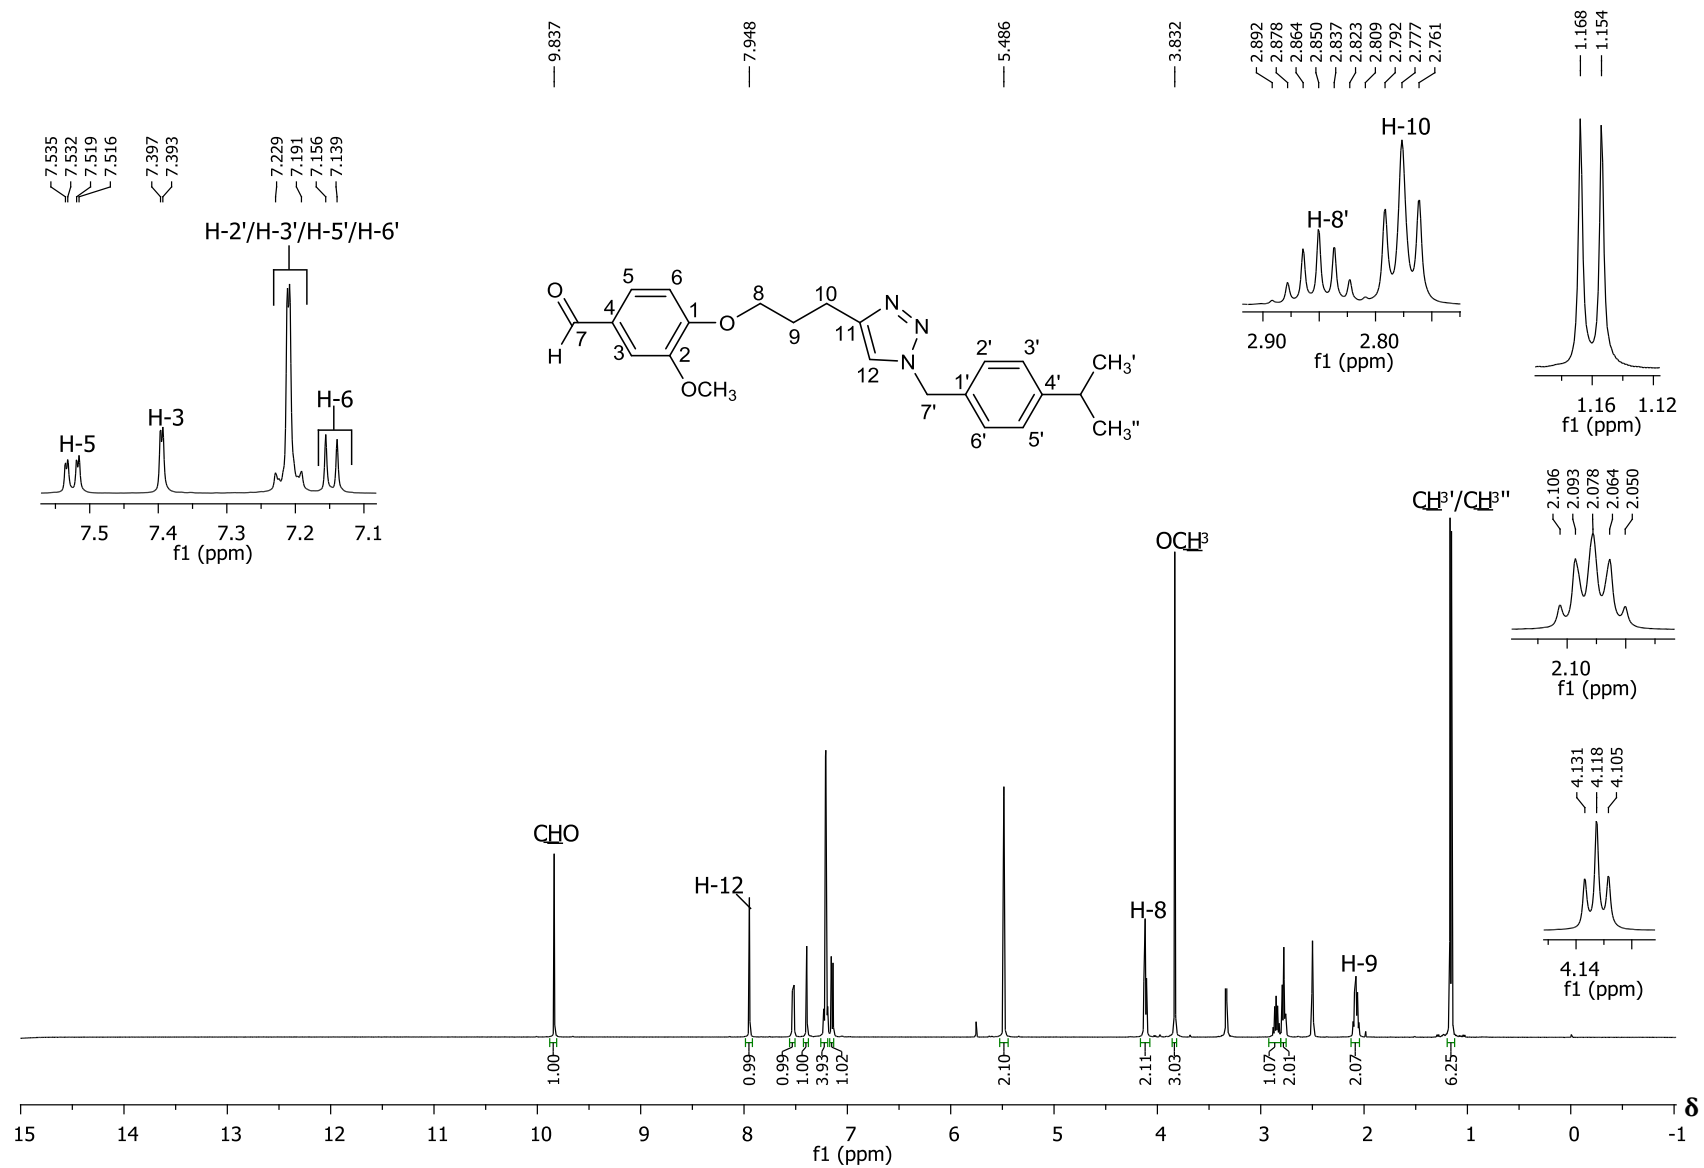 9.837
7.948
5.486
3.832
2.892
2.878
2.864
2.850
2.837
2.823
2.809
2.792
2.777
2.761
1.168
1.154
7.535
7.532
7.519
7.516
7.397
7.393
7.229
7.191
7.156
7.139
H-2'/H-3'/H-5'/H-6'
H-6
H-3
H-5
7.5 7.4 7.3 7.2 7.1
f1 (ppm)
O
H
7
5
6
4
1
3
2
OCH3
O
8
9
10
11
12
N
N
N
7'
1'
2'
3'
4'
5'
6'
CH3'
CH3"
H-10
H-8'
2.90 2.80
f1 (ppm)
1.16 1.12
f1 (ppm)
2.106
2.093
2.078
2.064
2.050
2.10
f1 (ppm)
4.131
4.118
4.105
4.14
f1 (ppm)
CHO
H-12
H-8
OCH3
H-9
CH3'/CH3"
1.00
0.99
0.99
1.00
3.93
1.02
2.10
2.11
3.03
1.07
2.01
2.07
6.25
15 14 13 12 11 10 9 8 7 6 5 4 3 2 1 0 -1
δ
f1 (ppm)